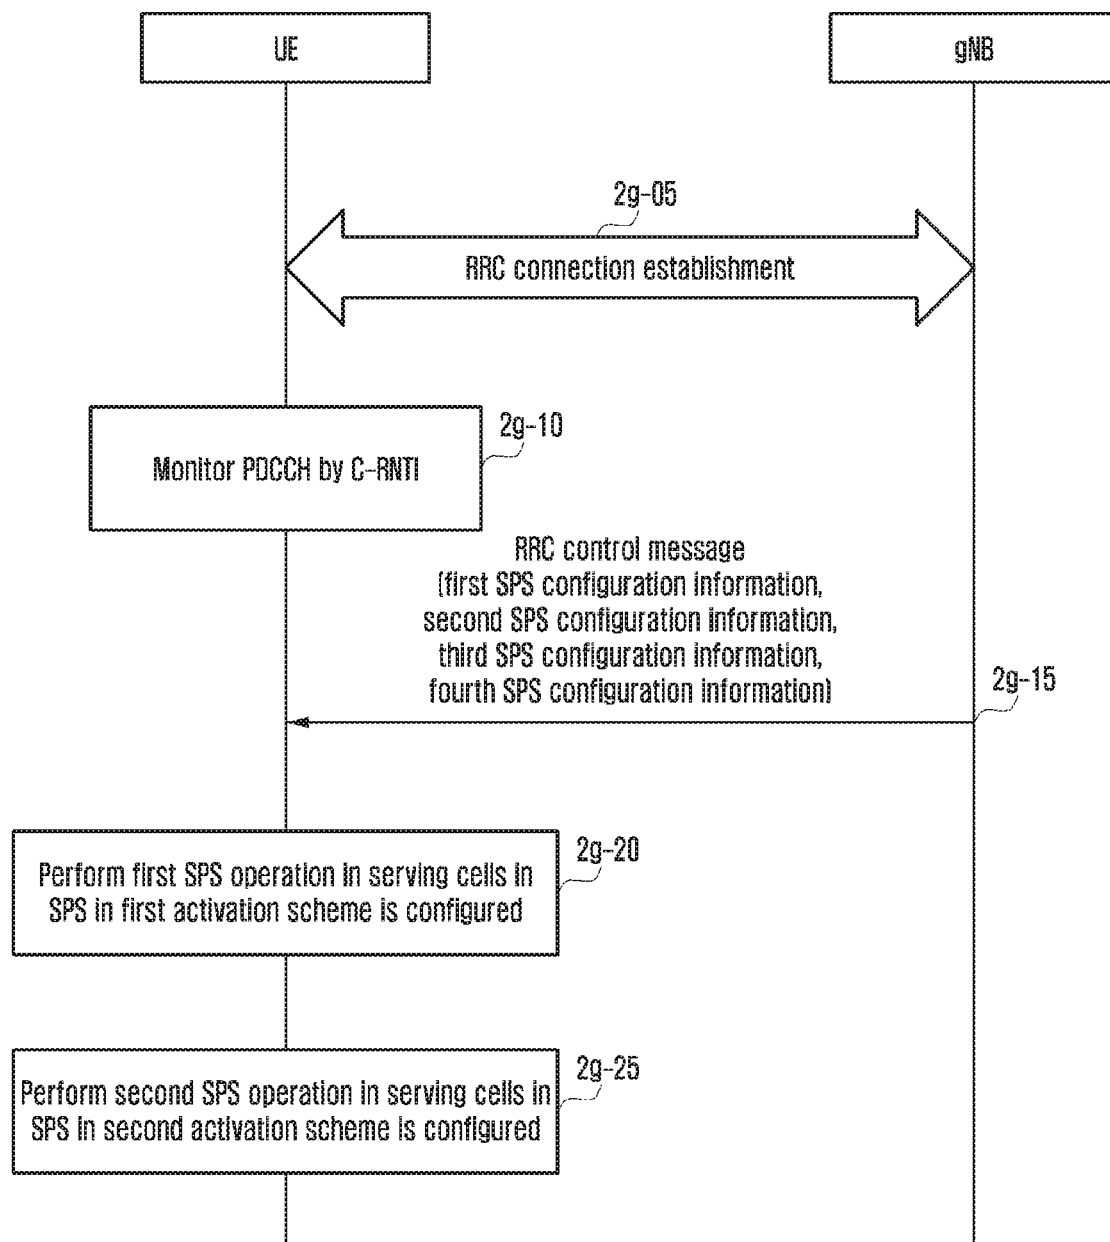 UE
gNB
2g-05
RRC connection establishment
2g-10
Monitor PDCCH by C-RNTI
RRC control message
(first SPS configuration information,
second SPS configuration information,
third SPS configuration information,
fourth SPS configuration information)
2g-15
2g-20
Perform first SPS operation in serving cells in
SPS in first activation scheme is configured
2g-25
Perform second SPS operation in serving cells in
SPS in second activation scheme is configured